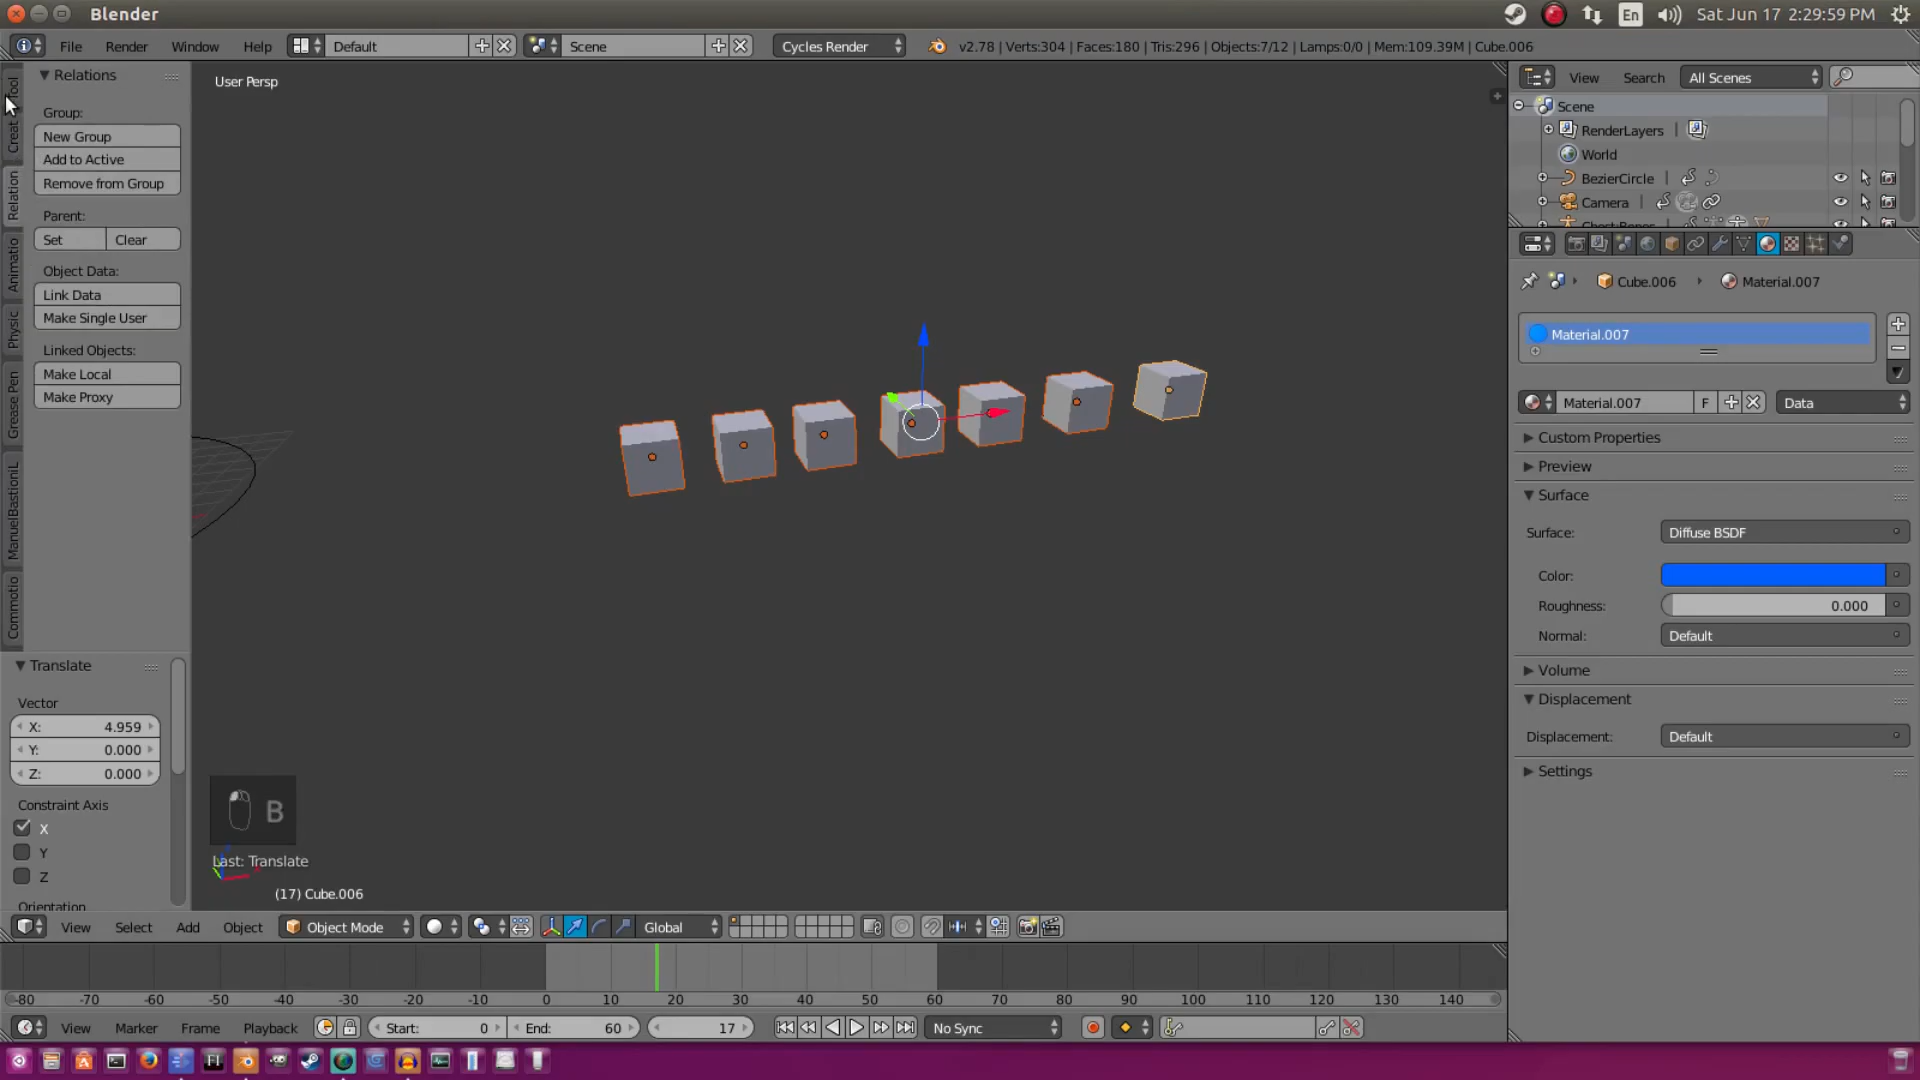 Blender
En
Sat Jun 17 2:29:59 PM
File
Render
Window
Help
Default
Scene
Cycles Render
v2.78 | Verts:304 | Faces:180 | Tris:296 | Objects:7/12 | Lamps:0/0 | Mem:109.39M | Cube.006
Relations
User Persp
Group:
New Group
Add to Active
Remove from Group
Parent:
Set
Clear
Object Data:
Link Data
Make Single User
Linked Objects:
Make Local
Make Proxy
Creat
Relation
Animatio
Physic
Grease Pen
ManuelBastioniL
Commotio
View
Search
All Scenes
Scene
RenderLayers
World
BezierCircle
Camera
Cube.006
Material.007
Material.007
Material.007
F
Data
Custom Properties
Preview
Surface
Surface:
Diffuse BSDF
Color:
Roughness:
0.000
Normal:
Default
Volume
Displacement
Displacement:
Default
Settings
Translate
Vector
X:
4.959
Y:
0.000
Z:
0.000
Constraint Axis
X
Y
Z
Orientation
B
Last: Translate
(17) Cube.006
View
Select
Add
Object
Object Mode
Global
-80
-70
-60
-50
-40
-30
-20
-10
0
10
20
30
40
50
60
70
80
90
100
110
120
130
140
View
Marker
Frame
Playback
Start:
0
End:
60
17
No Sync